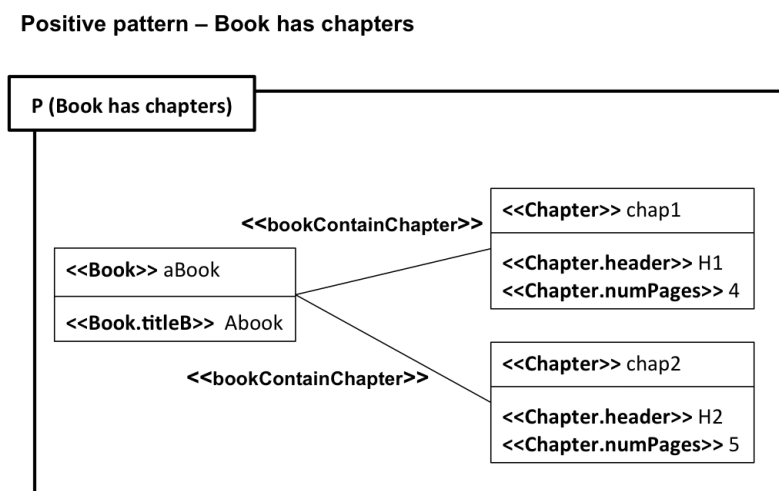 Positive pattern – Book has chapters
P (Book has chapters)
<<bookContainChapter>>
<<Chapter>> chap1
<<Chapter.header>> H1
<<Chapter.numPages>> 4
<<Book>> aBook
<<Book.titleB>> Abook
<<bookContainChapter>>
<<Chapter>> chap2
<<Chapter.header>> H2
<<Chapter.numPages>> 5